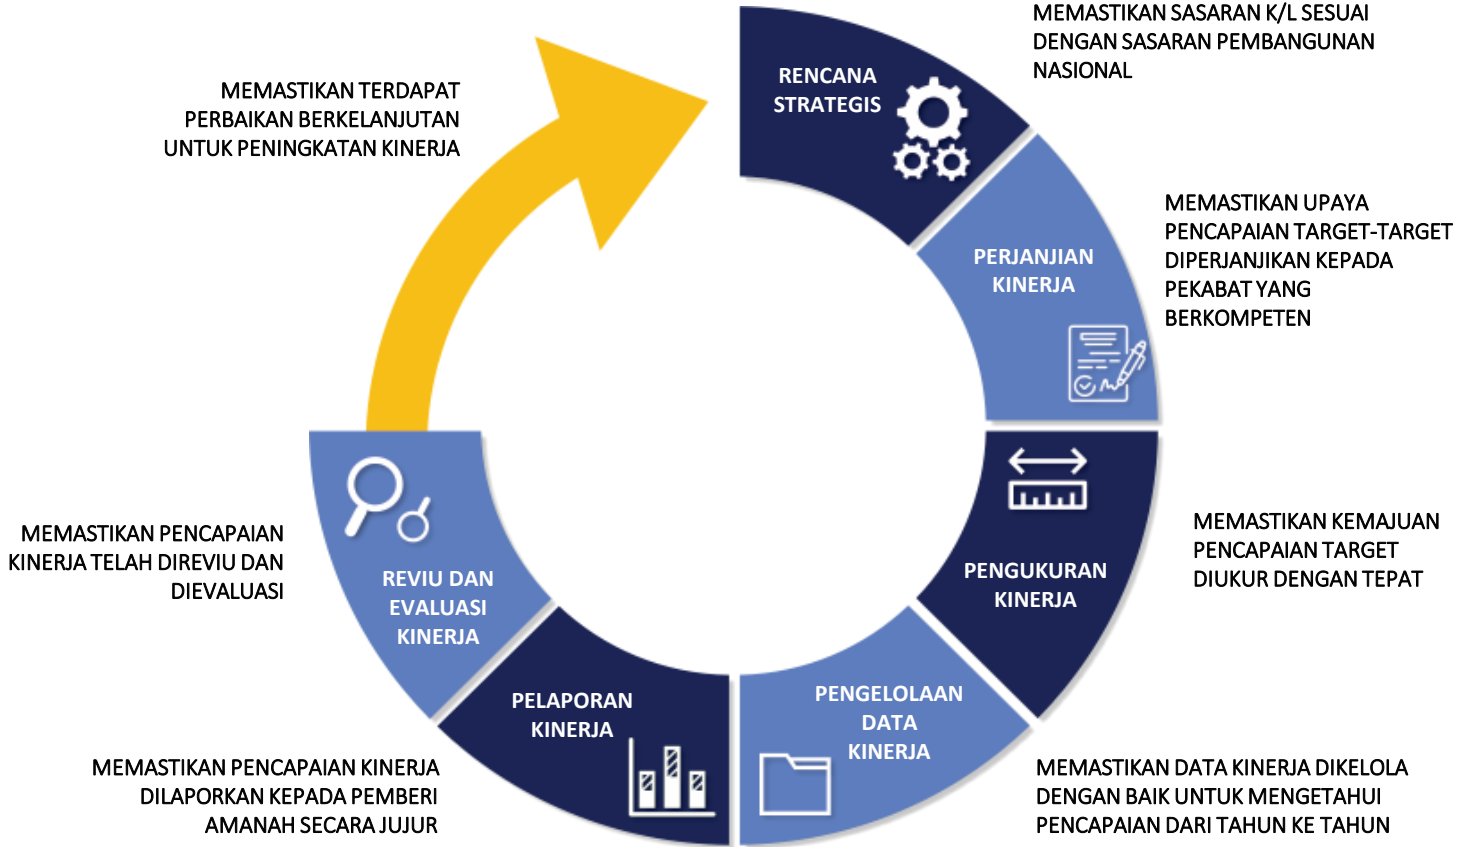 MEMASTIKAN SASARAN K/L SESUAI
DENGAN SASARAN PEMBANGUNAN
NASIONAL
RENCANA
STRATEGIS
MEMASTIKAN UPAYA
PENCAPAIAN TARGET-TARGET
DIPERJANJIKAN KEPADA
PEKABAT YANG
BERKOMPETEN
PERJANJIAN
KINERJA
MEMASTIKAN KEMAJUAN
PENCAPAIAN TARGET
DIUKUR DENGAN TEPAT
PENGUKURAN
KINERJA
MEMASTIKAN DATA KINERJA DIKELOLA
DENGAN BAIK UNTUK MENGETAHUI
PENCAPAIAN DARI TAHUN KE TAHUN
PENGELOLAAN
DATA
KINERJA
PELAPORAN
KINERJA
MEMASTIKAN PENCAPAIAN KINERJA
DILAPORKAN KEPADA PEMBERI
AMANAH SECARA JUJUR
REVIU DAN
EVALUASI
KINERJA
MEMASTIKAN PENCAPAIAN
KINERJA TELAH DIREVIU DAN
DIEVALUASI
MEMASTIKAN TERDAPAT
PERBAIKAN BERKELANJUTAN
UNTUK PENINGKATAN KINERJA